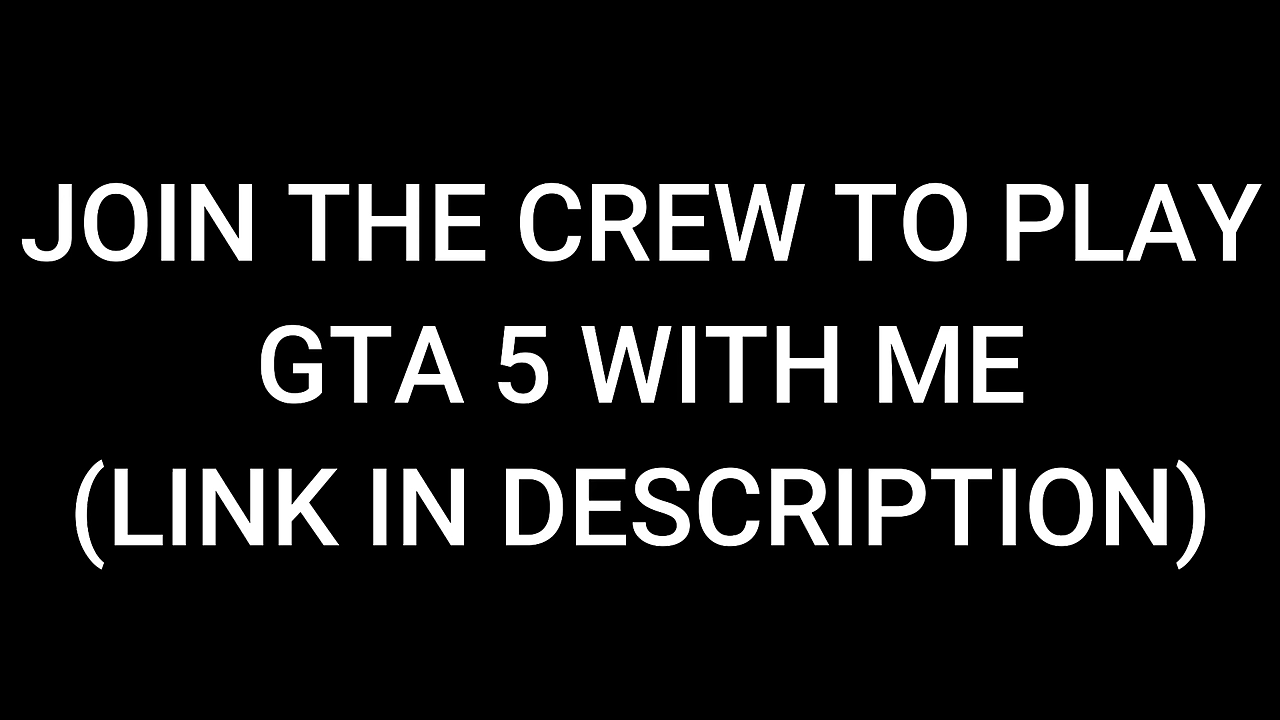 JOIN THE CREW TO PLAY
GTA 5 WITH ME
(LINK IN DESCRIPTION)